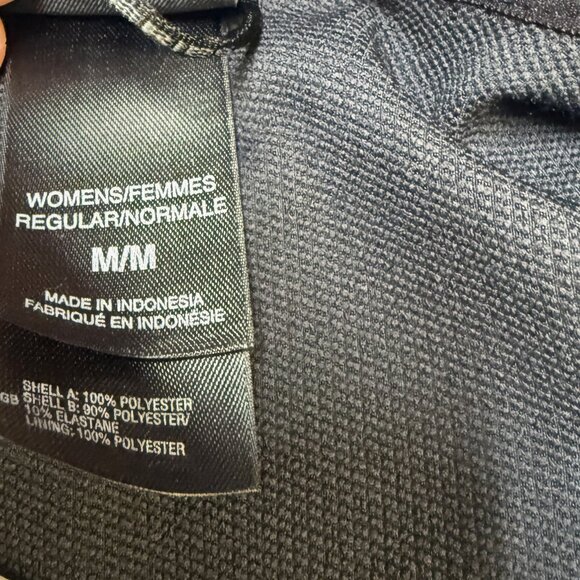 WOMENS/FEMMES
REGULAR/NORMALE
M/M
MADE IN INDONESIA
FABRIQUÉ EN INDONÉSIE
GB SHELL A: 100% POLYESTER
SHELL B: 90% POLYESTER/
10% ELASTANE
LINING: 100% POLYESTER